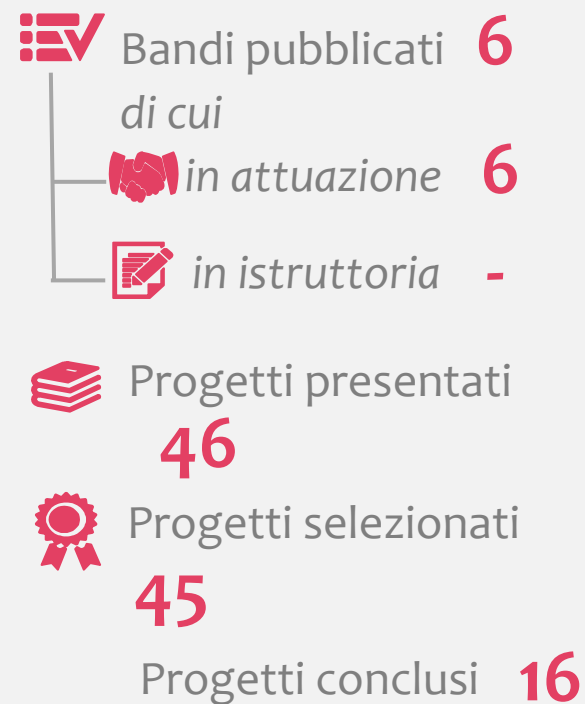 Bandi pubblicati 6
di cui
in attuazione 6
in istruttoria -
Progetti presentati
46
Progetti selezionati
45
Progetti conclusi 16